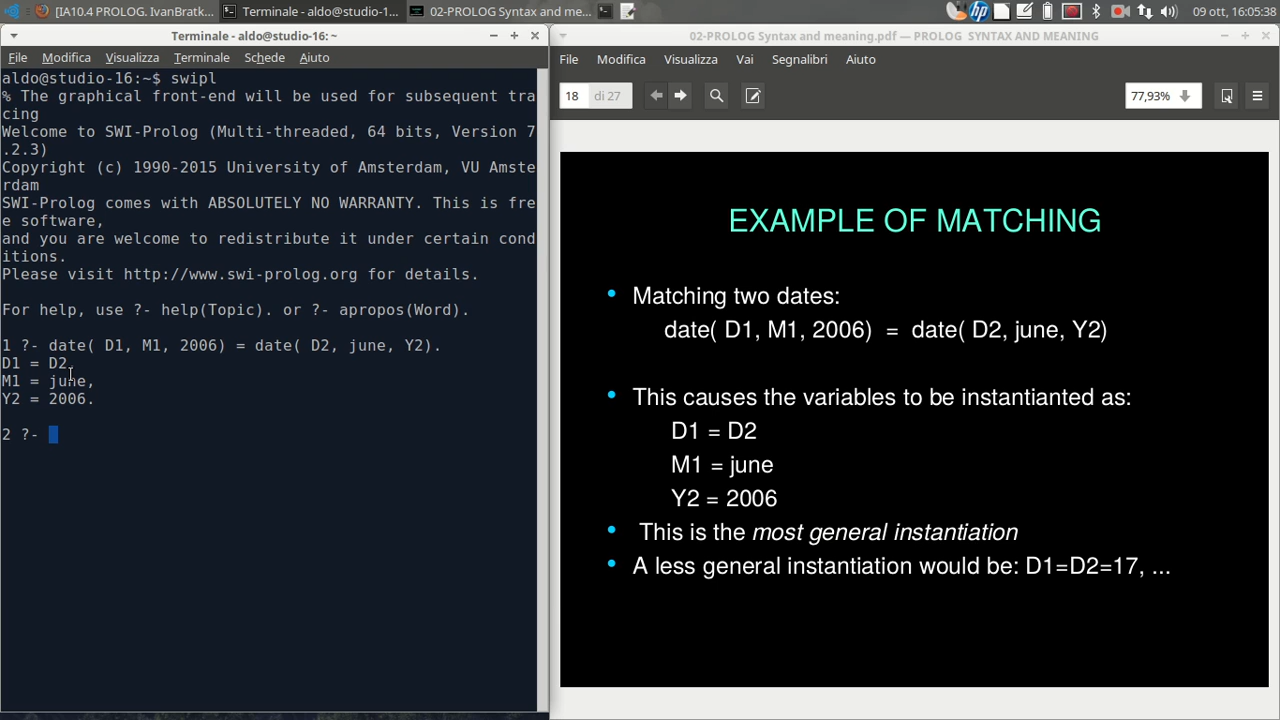 [IA10.4 PROLOG. IvanBratk...
Terminale - aldo@studio-1...
02-PROLOG Syntax and me...
09 ott, 16:05:38
Terminale - aldo@studio-16: ~
File Modifica Visualizza Terminale Schede Aiuto
aldo@studio-16:~$ swipl
% The graphical front-end will be used for subsequent tra
cing
Welcome to SWI-Prolog (Multi-threaded, 64 bits, Version 7
.2.3)
Copyright (c) 1990-2015 University of Amsterdam, VU Amste
rdam
SWI-Prolog comes with ABSOLUTELY NO WARRANTY. This is fre
e software,
and you are welcome to redistribute it under certain cond
itions.
Please visit http://www.swi-prolog.org for details.
For help, use ?- help(Topic). or ?- apropos(Word).
1 ?- date( D1, M1, 2006) = date( D2, june, Y2).
D1 = D2,
M1 = june,
Y2 = 2006.
2 ?-
02-PROLOG Syntax and meaning.pdf — PROLOG SYNTAX AND MEANING
File Modifica Visualizza Vai Segnalibri Aiuto
18 di 27
77,93%
EXAMPLE OF MATCHING
• Matching two dates:
date( D1, M1, 2006) = date( D2, june, Y2)
• This causes the variables to be instantianted as:
D1 = D2
M1 = june
Y2 = 2006
• This is the most general instantiation
• A less general instantiation would be: D1=D2=17, ...